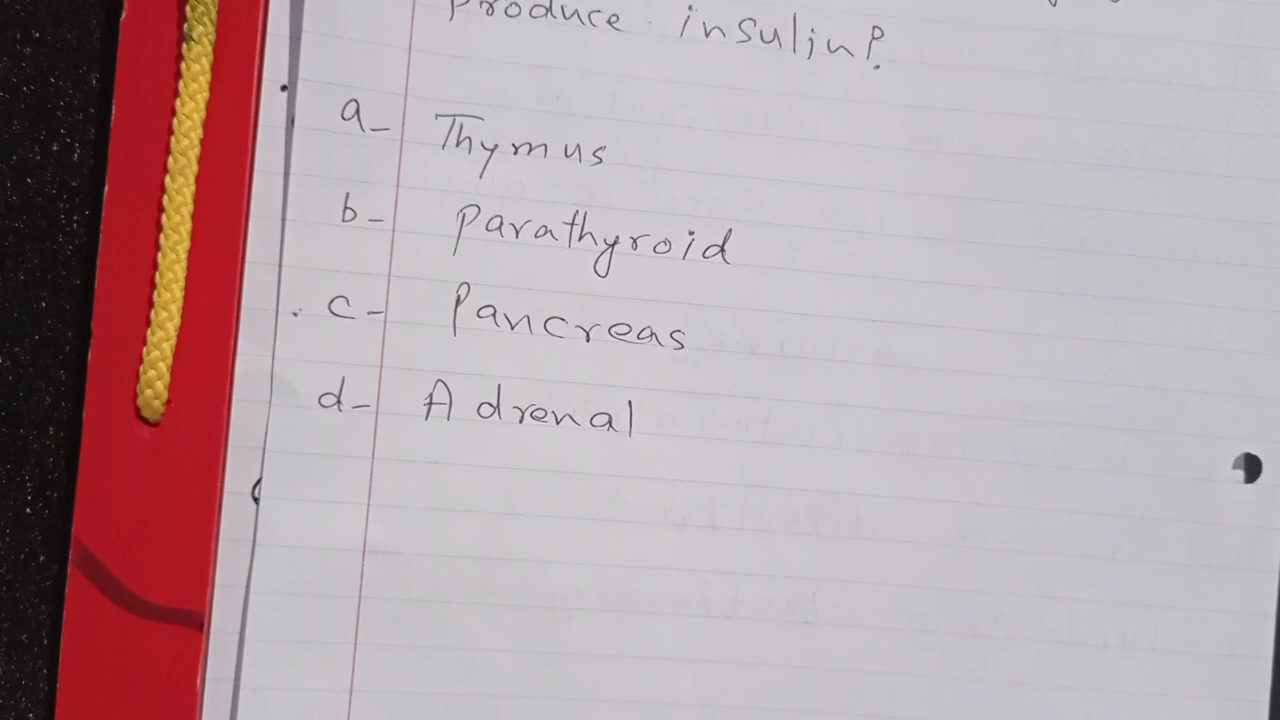 produce insulin?
a- Thymus
b- Parathyroid
c- Pancreas
d- Adrenal